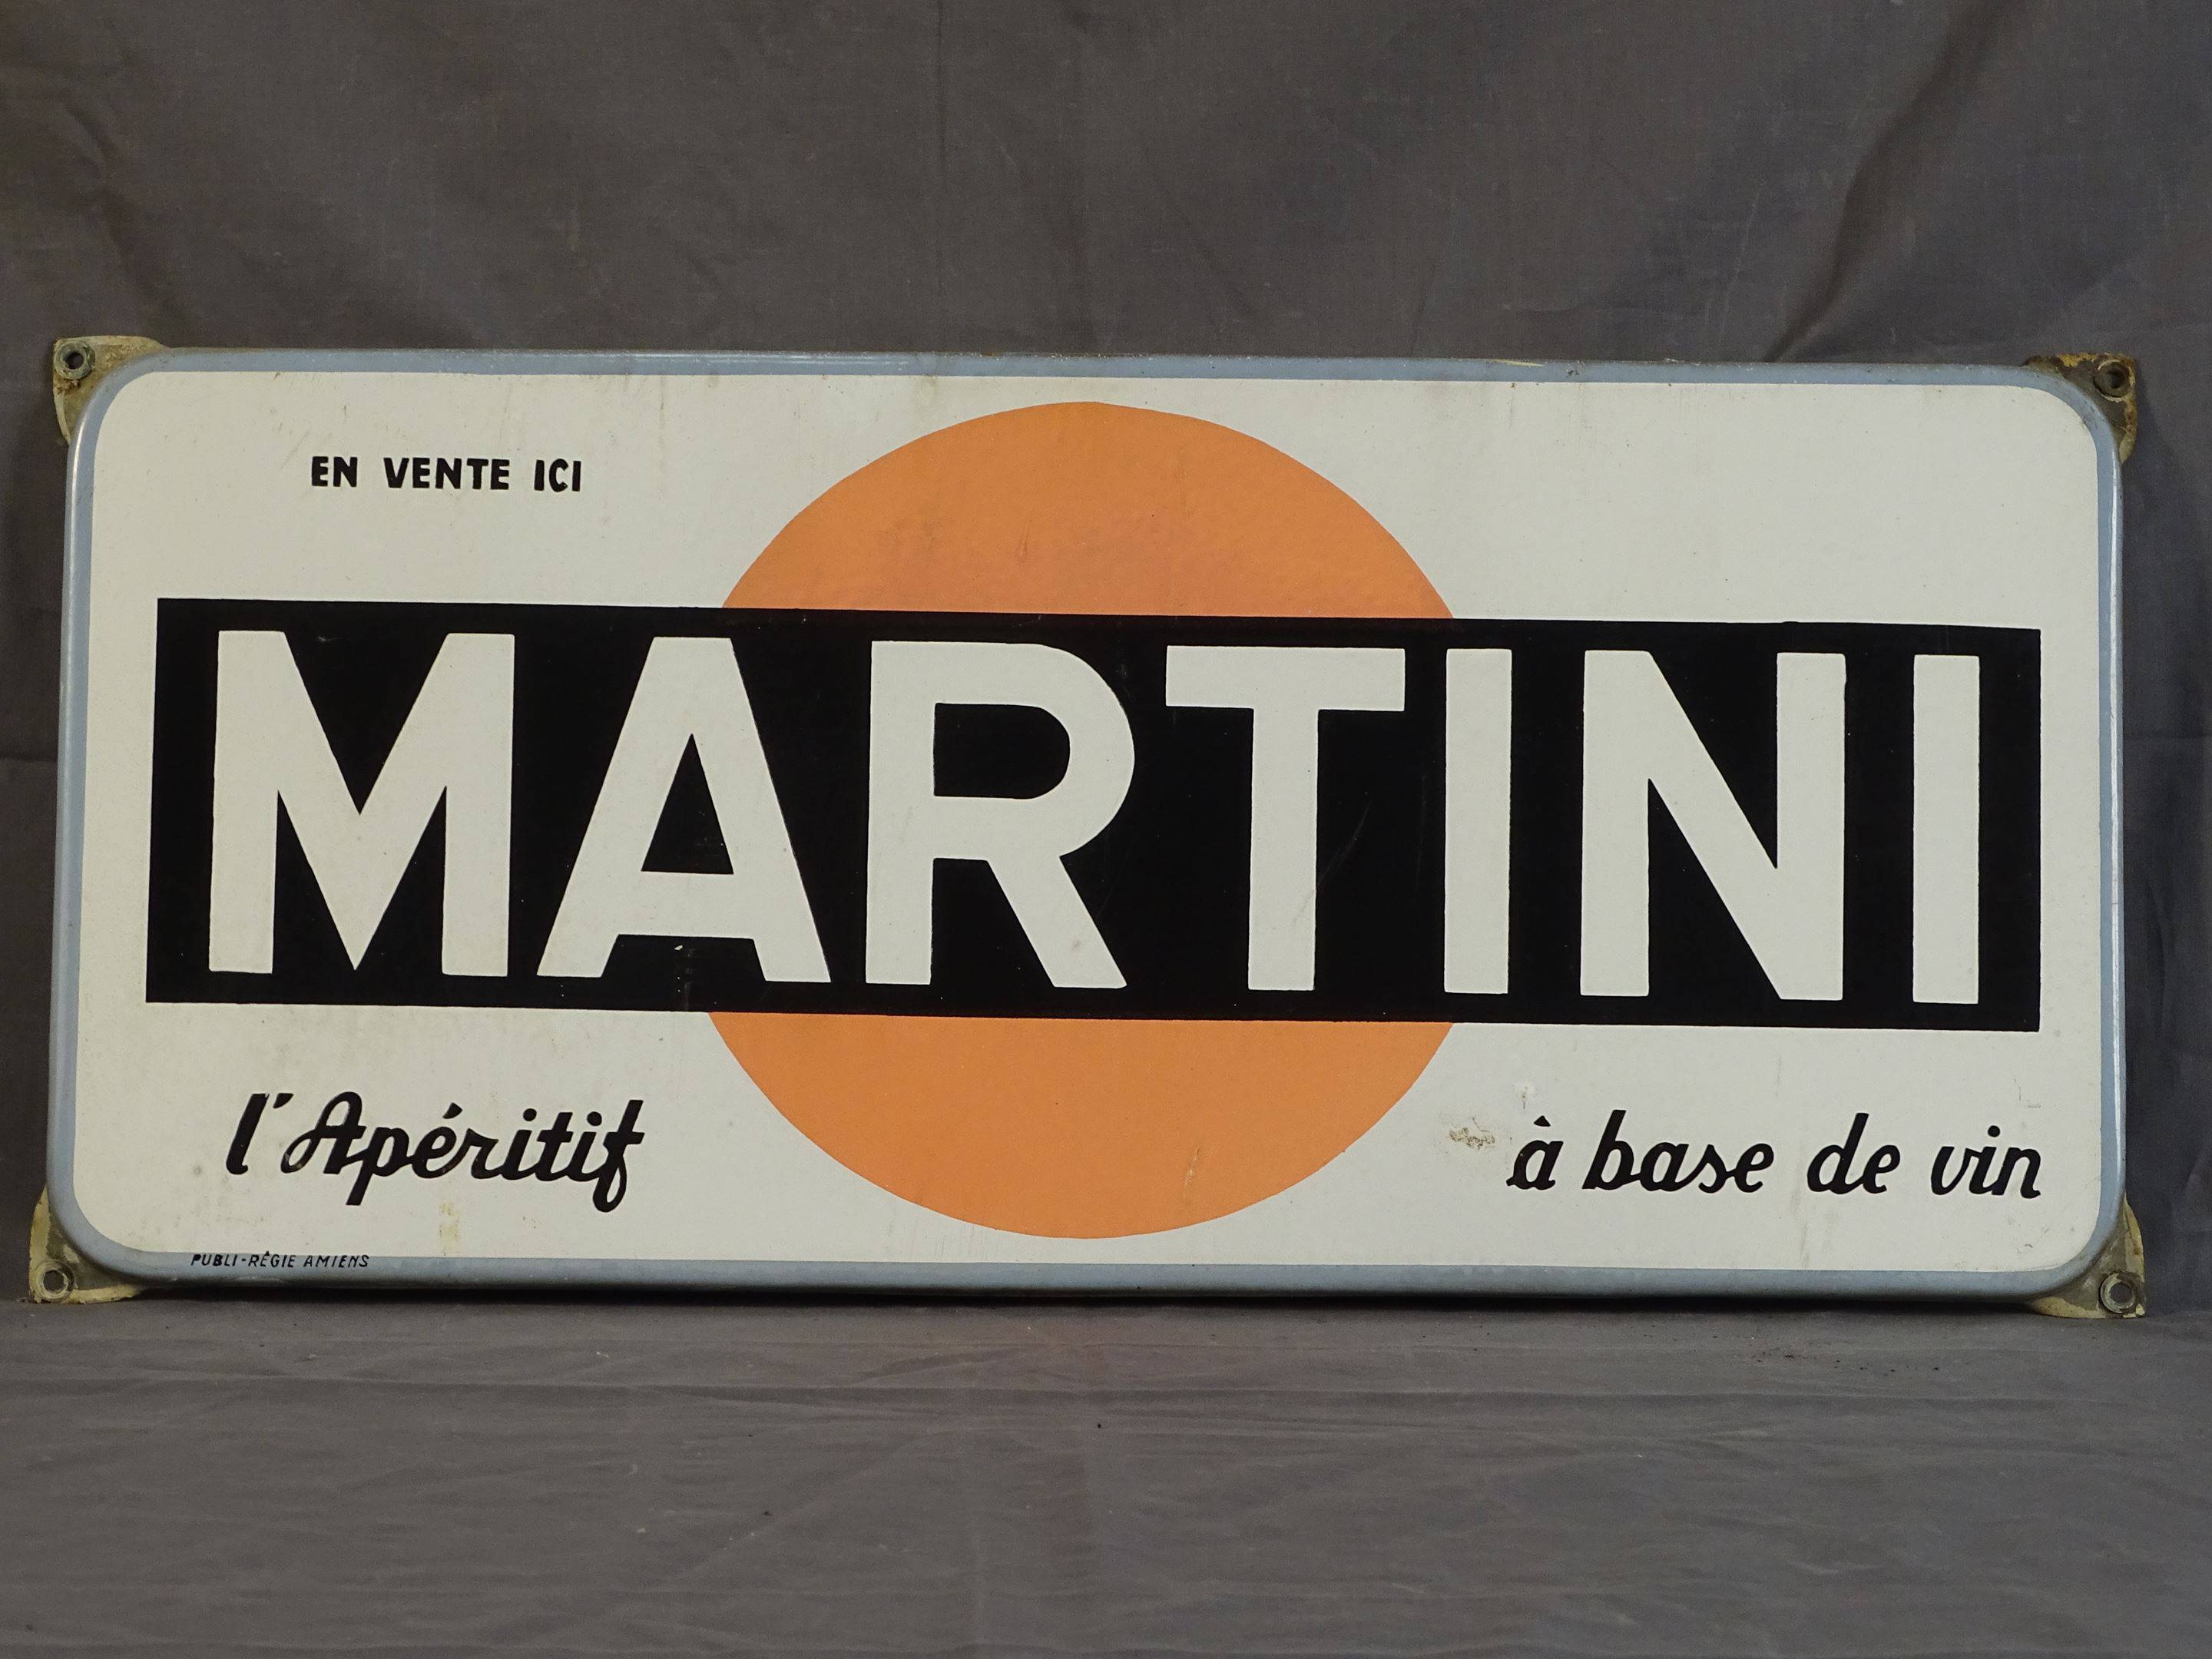 EN VENTE ICI
MARTINI
l'Apéritif à base de vin
PUBLI-RÉGIE AMIENS